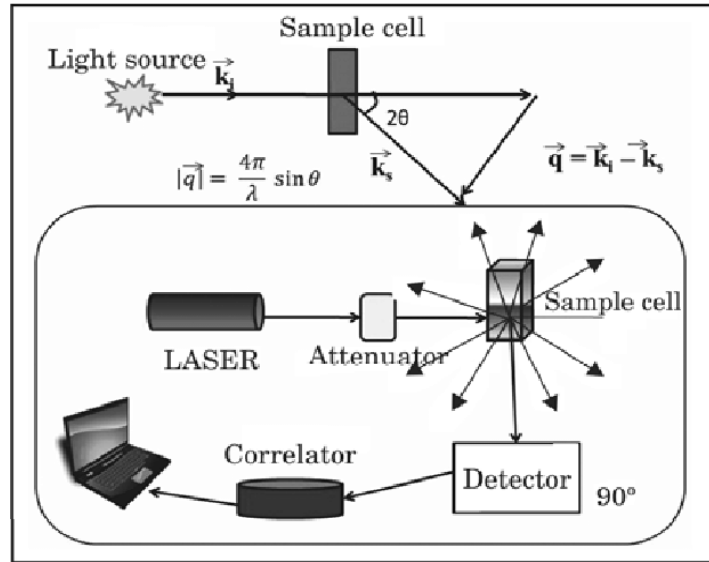 Sample cell
Light source
k⃗ᵢ
2θ
k⃗ₛ
q⃗ = k⃗ᵢ – k⃗ₛ
|q⃗| = 4π/λ sin θ
Sample cell
LASER
Attenuator
Correlator
Detector
90°